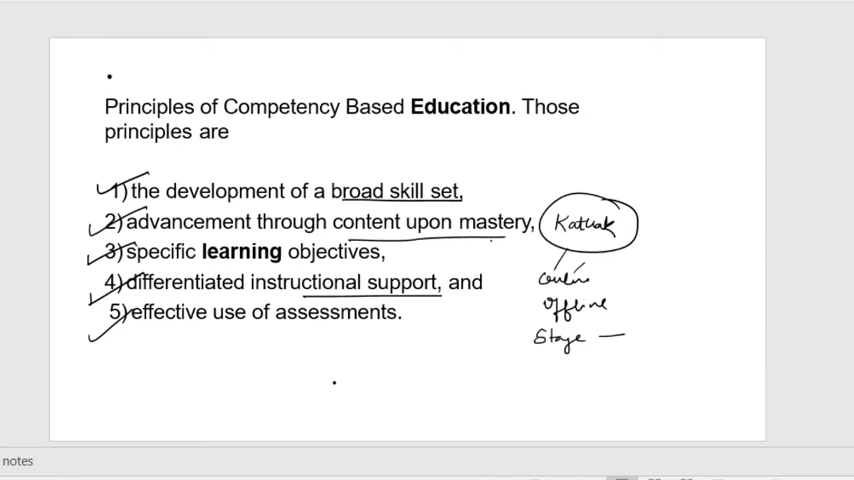 Principles of Competency Based Education. Those
principles are
1) the development of a broad skill set,
2) advancement through content upon mastery,
Kathak
3) specific learning objectives,
4) differentiated instructional support, and
offline
5) effective use of assessments.
Stage —
notes